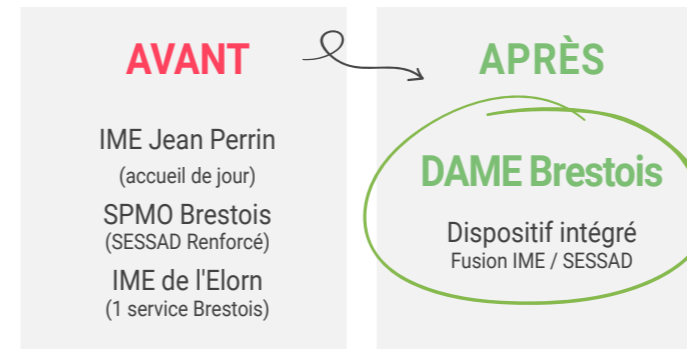 AVANT
IME Jean Perrin
(accueil de jour)
SPMO Brestois
(SESSAD Renforcé)
IME de l'Elorn
(1 service Brestois)
APRÈS
DAME Brestois
Dispositif intégré
Fusion IME / SESSAD